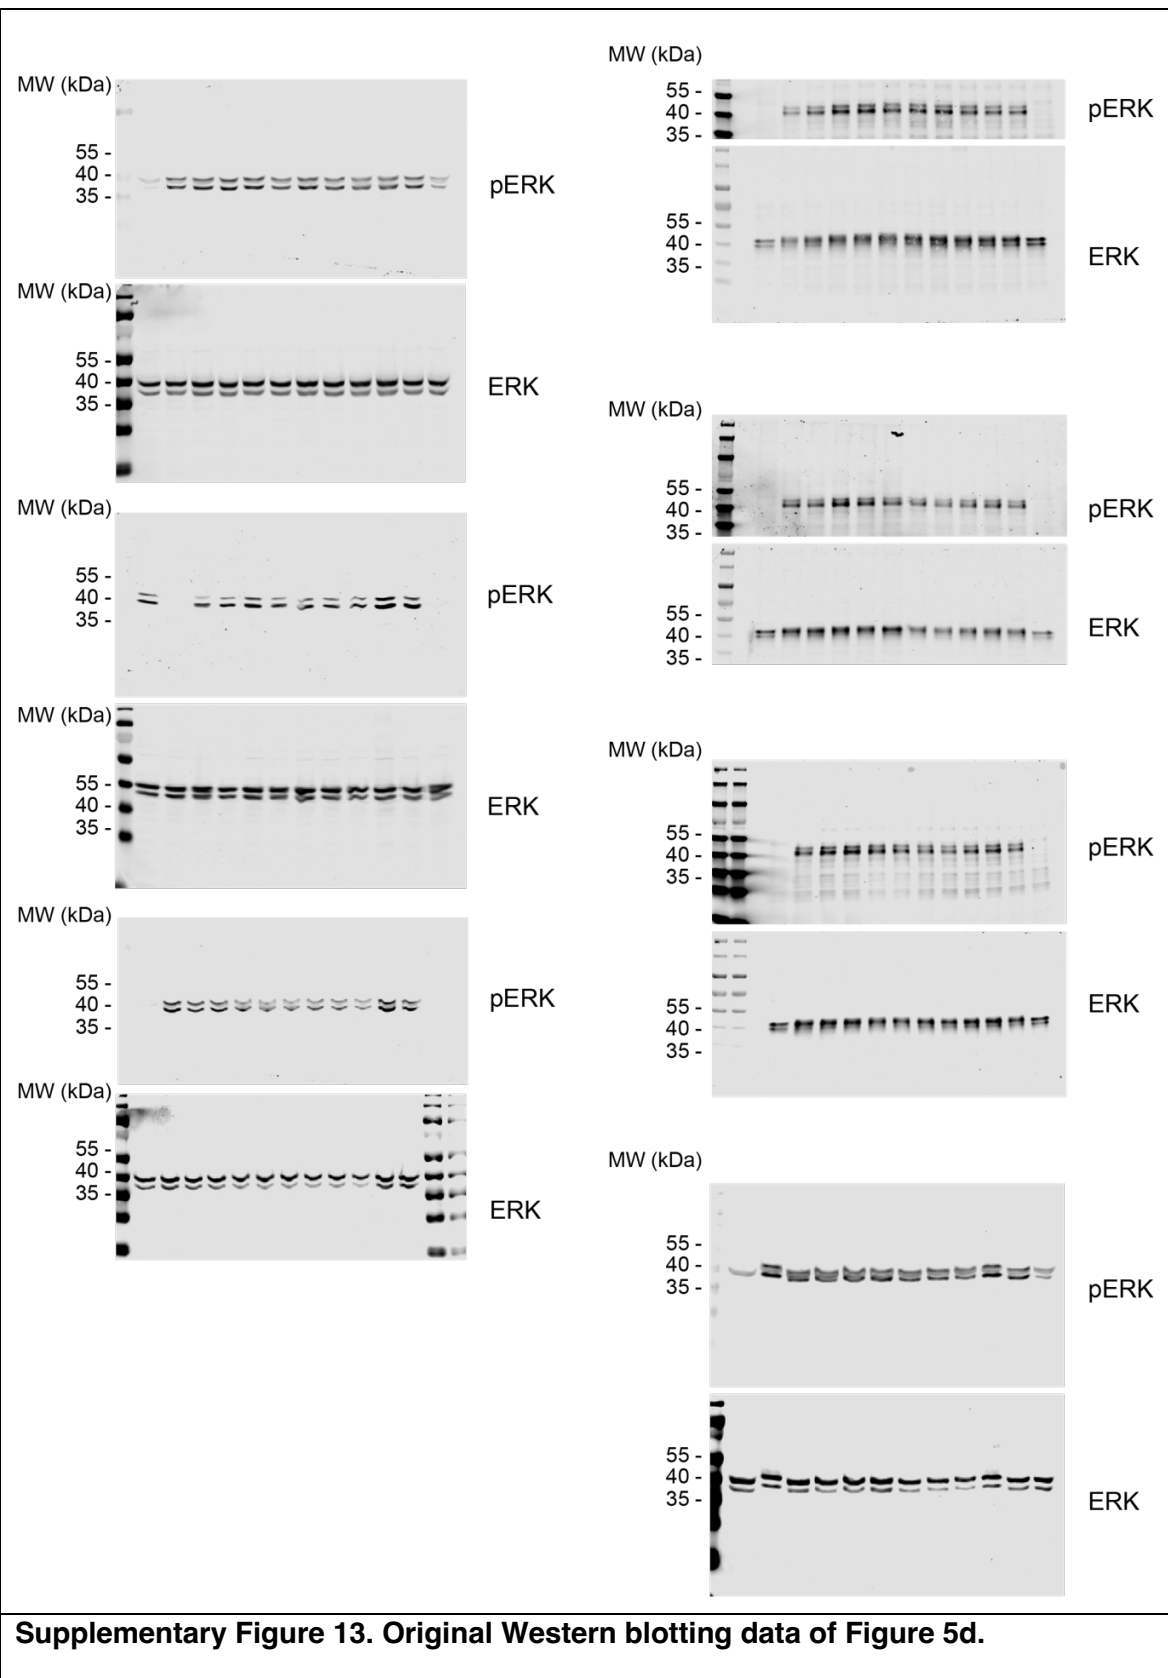 MW (kDa)
55 -
40 -
35 -
pERK
MW (kDa)
55 -
40 -
35 -
ERK
MW (kDa)
55 -
40 -
35 -
pERK
MW (kDa)
55 -
40 -
35 -
ERK
MW (kDa)
55 -
40 -
35 -
pERK
MW (kDa)
55 -
40 -
35 -
ERK
MW (kDa)
55 -
40 -
35 -
pERK
55 -
40 -
35 -
ERK
MW (kDa)
55 -
40 -
35 -
pERK
55 -
40 -
35 -
ERK
MW (kDa)
55 -
40 -
35 -
pERK
55 -
40 -
35 -
ERK
MW (kDa)
55 -
40 -
35 -
pERK
55 -
40 -
35 -
ERK
Supplementary Figure 13. Original Western blotting data of Figure 5d.